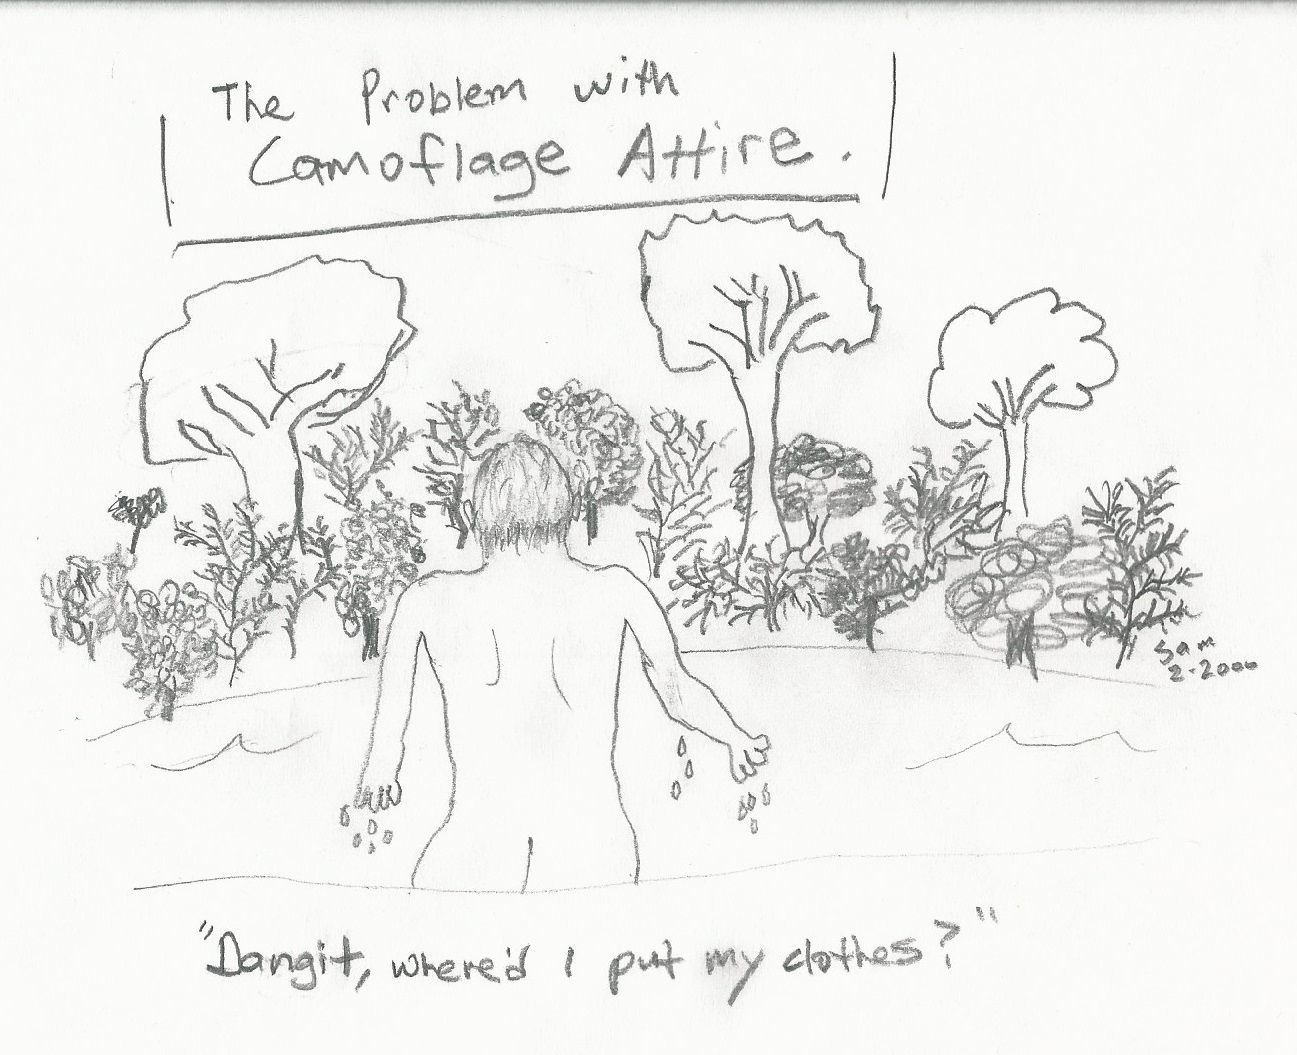 The Problem with
Camoflage Attire.
Sam
2-2000
"Dangit, where'd I put my clothes?"